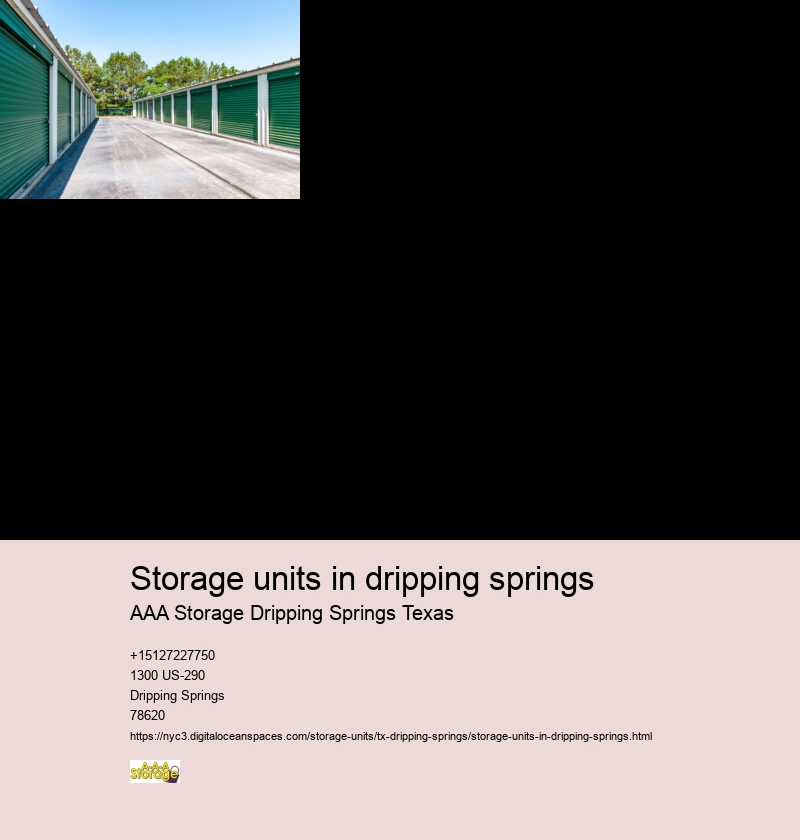 Storage units in dripping springs
AAA Storage Dripping Springs Texas
+15127227750
1300 US-290
Dripping Springs
78620
https://nyc3.digitaloceanspaces.com/storage-units/tx-dripping-springs/storage-units-in-dripping-springs.html
AAA
Storage